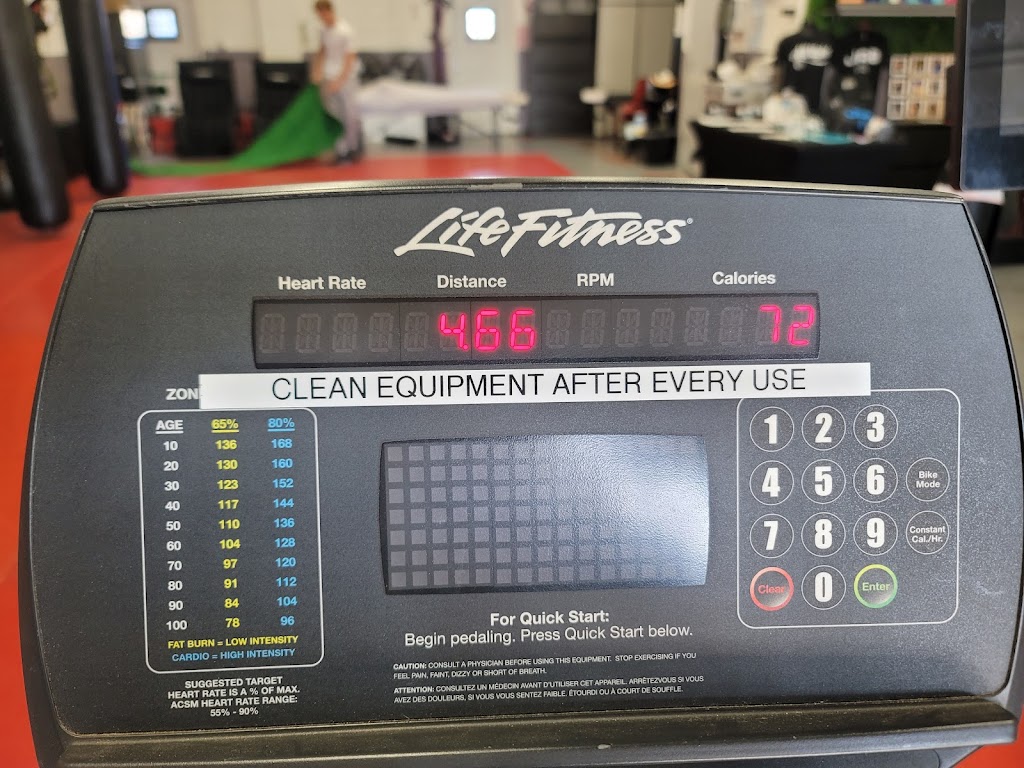 LifeFitness®
Heart Rate Distance RPM Calories
4.66 72
CLEAN EQUIPMENT AFTER EVERY USE
ZON
AGE 65% 80%
10 136 168
20 130 160
30 123 152
40 117 144
50 110 136
60 104 128
70 97 120
80 91 112
90 84 104
100 78 96
FAT BURN = LOW INTENSITY
CARDIO = HIGH INTENSITY
SUGGESTED TARGET
HEART RATE IS A % OF MAX.
ACSM HEART RATE RANGE:
55% - 90%
For Quick Start:
Begin pedaling. Press Quick Start below.
CAUTION: CONSULT A PHYSICIAN BEFORE USING THIS EQUIPMENT. STOP EXERCISING IF YOU
FEEL PAIN, FAINT, DIZZY OR SHORT OF BREATH.
ATTENTION: CONSULTEZ UN MÉDECIN AVANT D'UTILISER CET APPAREIL. ARRÊTEZ VOUS SI VOUS
AVEZ DES DOULEURS, SI VOUS VOUS SENTEZ FAIBLE, ÉTOURDI OU À COURT DE SOUFFLE.
1 2 3
4 5 6
Bike
Mode
7 8 9
Constant
Cal./Hr.
Clear 0 Enter